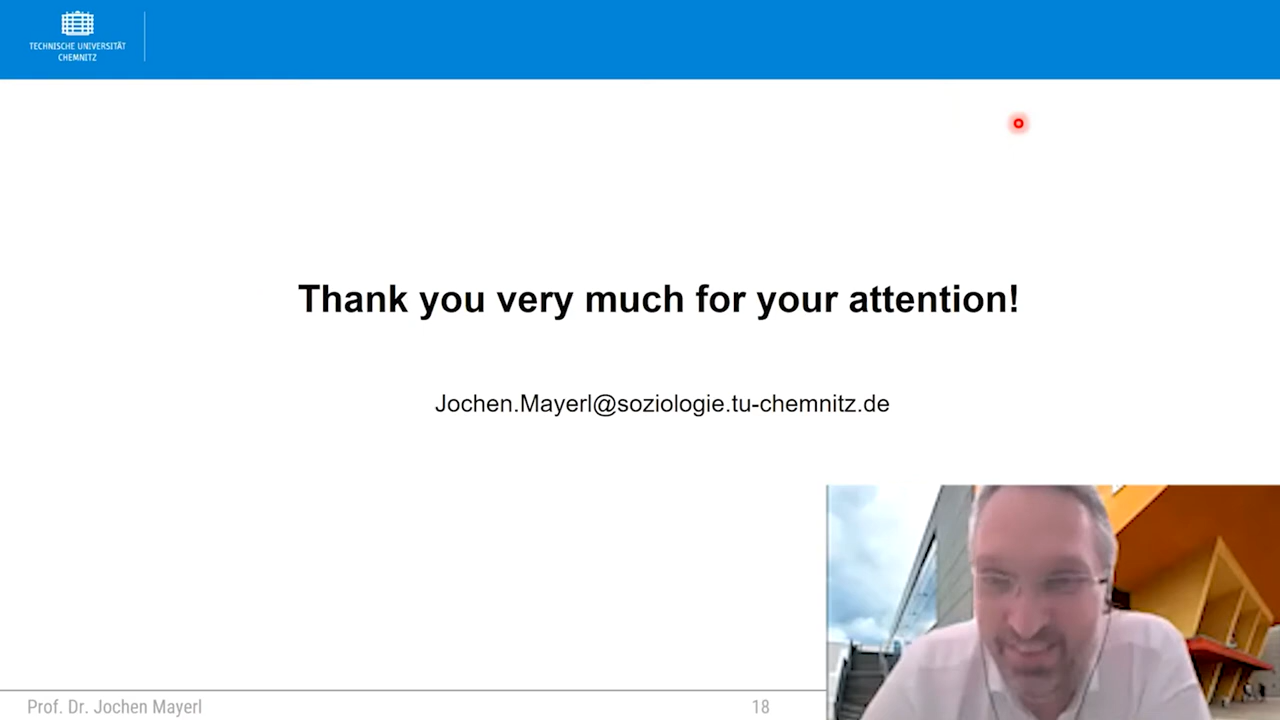 TECHNISCHE UNIVERSITÄT
CHEMNITZ
Thank you very much for your attention!
Jochen.Mayerl@soziologie.tu-chemnitz.de
Prof. Dr. Jochen Mayerl
18